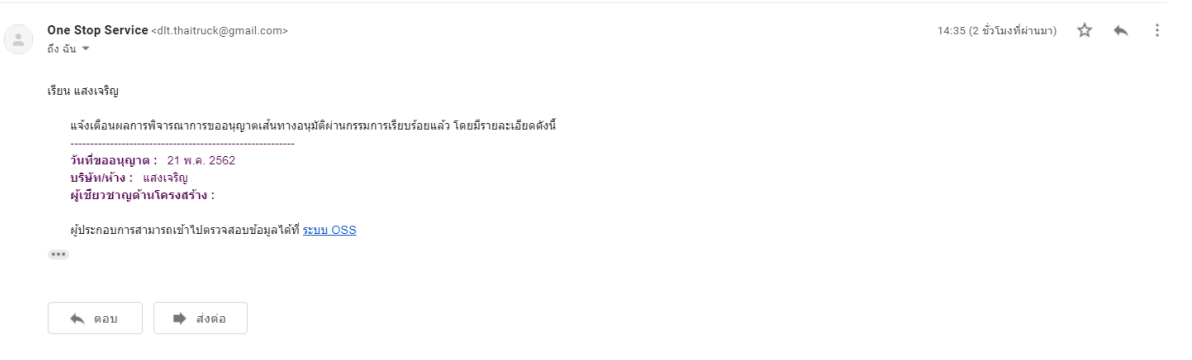 One Stop Service <dlt.thaitruck@gmail.com>
14:35 (2 ชั่วโมงที่ผ่านมา)
ถึง ฉัน
เรียน แสงเจริญ
แจ้งเตือนผลการพิจารณาการขออนุญาตเส้นทางอนุมัติผ่านกรรมการเรียบร้อยแล้ว โดยมีรายละเอียดดังนี้
--------------------------------------------------------
วันที่ขออนุญาต : 21 พ.ค. 2562
บริษัท/ห้าง : แสงเจริญ
ผู้เชี่ยวชาญด้านโครงสร้าง :
ผู้ประกอบการสามารถเข้าไปตรวจสอบข้อมูลได้ที่ ระบบ OSS
ตอบ
ส่งต่อ